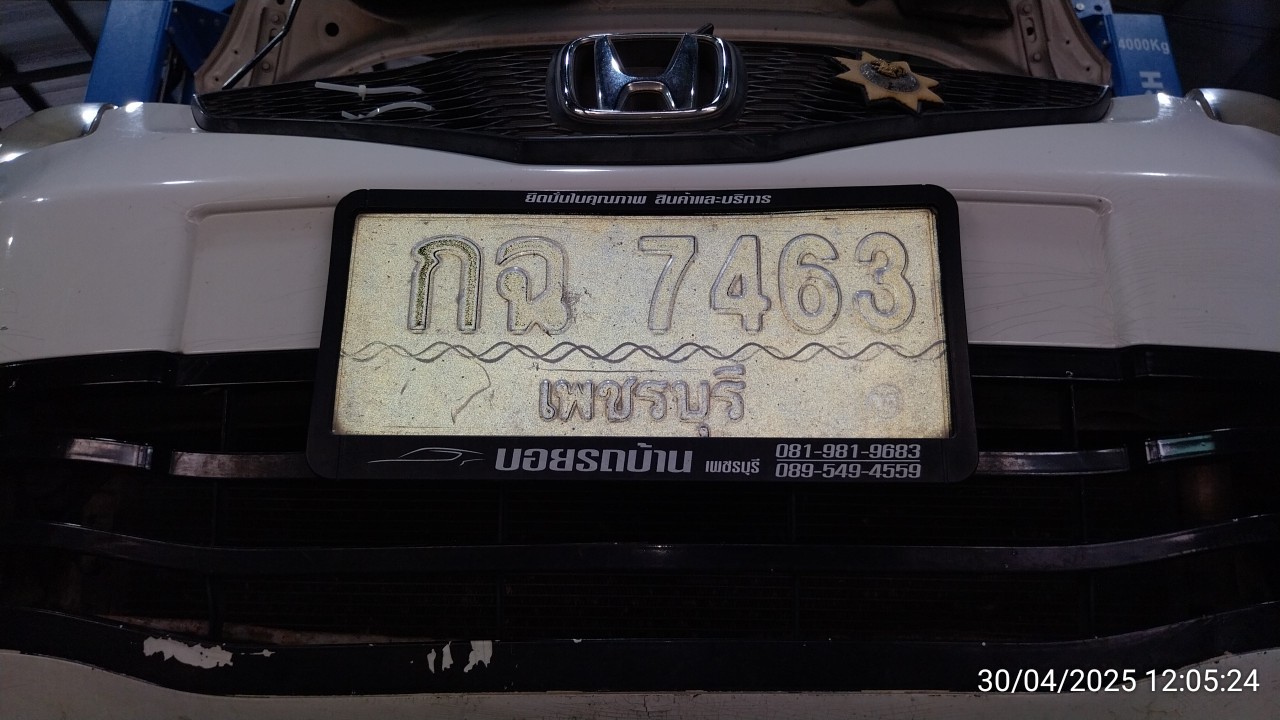 4000Kg
H
ยึดมั่นในคุณภาพ สินค้าและบริการ
กฉ 7463
เพชรบุรี
บอยรถบ้าน เพชรบุรี 081-981-9683
089-549-4559
30/04/2025 12:05:24